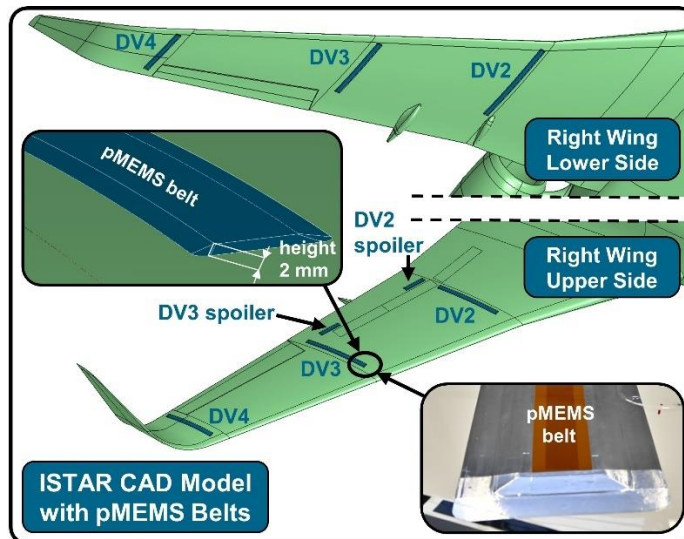 DV4
DV3
DV2
Right Wing
Lower Side
pMEMS belt
height
2 mm
DV2
spoiler
Right Wing
Upper Side
DV3 spoiler
DV2
DV3
DV4
pMEMS
belt
ISTAR CAD Model
with pMEMS Belts